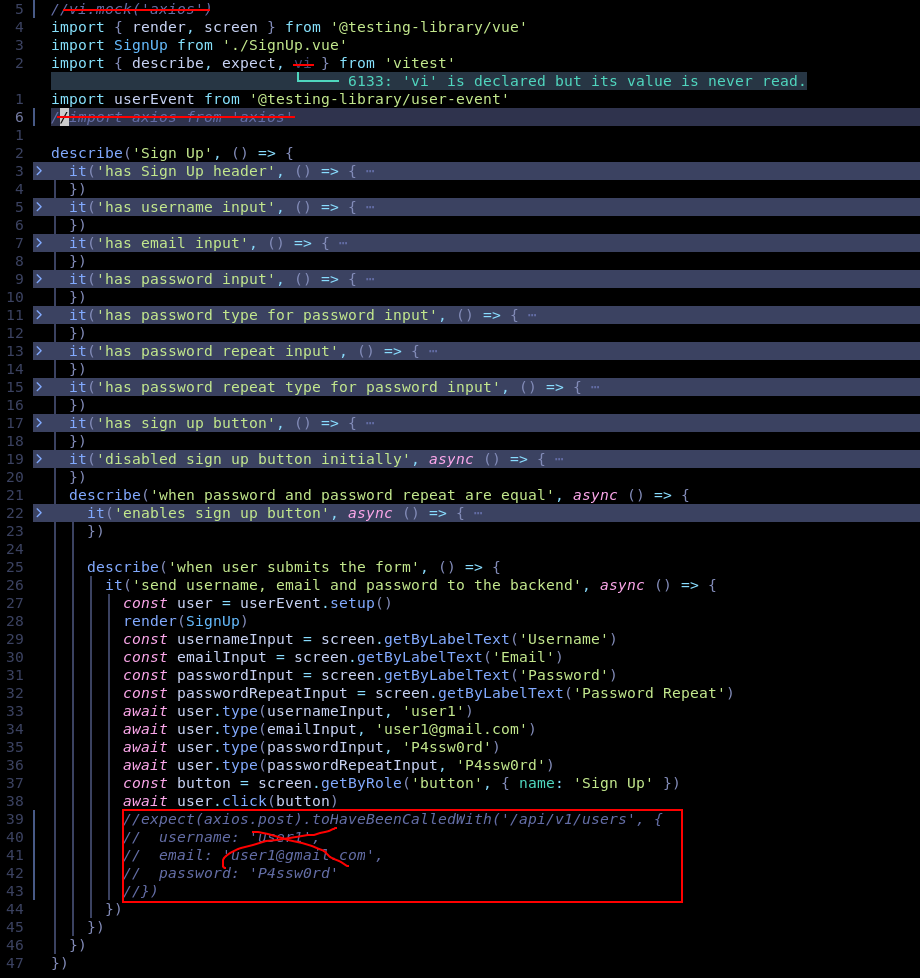 5 //vi.mock('axios')
4 import { render, screen } from '@testing-library/vue'
3 import SignUp from './SignUp.vue'
2 import { describe, expect, vi } from 'vitest'
6133: 'vi' is declared but its value is never read.
1 import userEvent from '@testing-library/user-event'
6 //import axios from 'axios'
1
2 describe('Sign Up', () => {
3 it('has Sign Up header', () => { ⋯
4 })
5 it('has username input', () => { ⋯
6 })
7 it('has email input', () => { ⋯
8 })
9 it('has password input', () => { ⋯
10 })
11 it('has password type for password input', () => { ⋯
12 })
13 it('has password repeat input', () => { ⋯
14 })
15 it('has password repeat type for password input', () => { ⋯
16 })
17 it('has sign up button', () => { ⋯
18 })
19 it('disabled sign up button initially', async () => { ⋯
20 })
21 describe('when password and password repeat are equal', async () => {
22 it('enables sign up button', async () => { ⋯
23 })
24
25 describe('when user submits the form', () => {
26 it('send username, email and password to the backend', async () => {
27 const user = userEvent.setup()
28 render(SignUp)
29 const usernameInput = screen.getByLabelText('Username')
30 const emailInput = screen.getByLabelText('Email')
31 const passwordInput = screen.getByLabelText('Password')
32 const passwordRepeatInput = screen.getByLabelText('Password Repeat')
33 await user.type(usernameInput, 'user1')
34 await user.type(emailInput, 'user1@gmail.com')
35 await user.type(passwordInput, 'P4ssw0rd')
36 await user.type(passwordRepeatInput, 'P4ssw0rd')
37 const button = screen.getByRole('button', { name: 'Sign Up' })
38 await user.click(button)
39 //expect(axios.post).toHaveBeenCalledWith('/api/v1/users', {
40 // username: 'user1',
41 // email: 'user1@gmail.com',
42 // password: 'P4ssw0rd'
43 //})
44 })
45 })
46 })
47 })